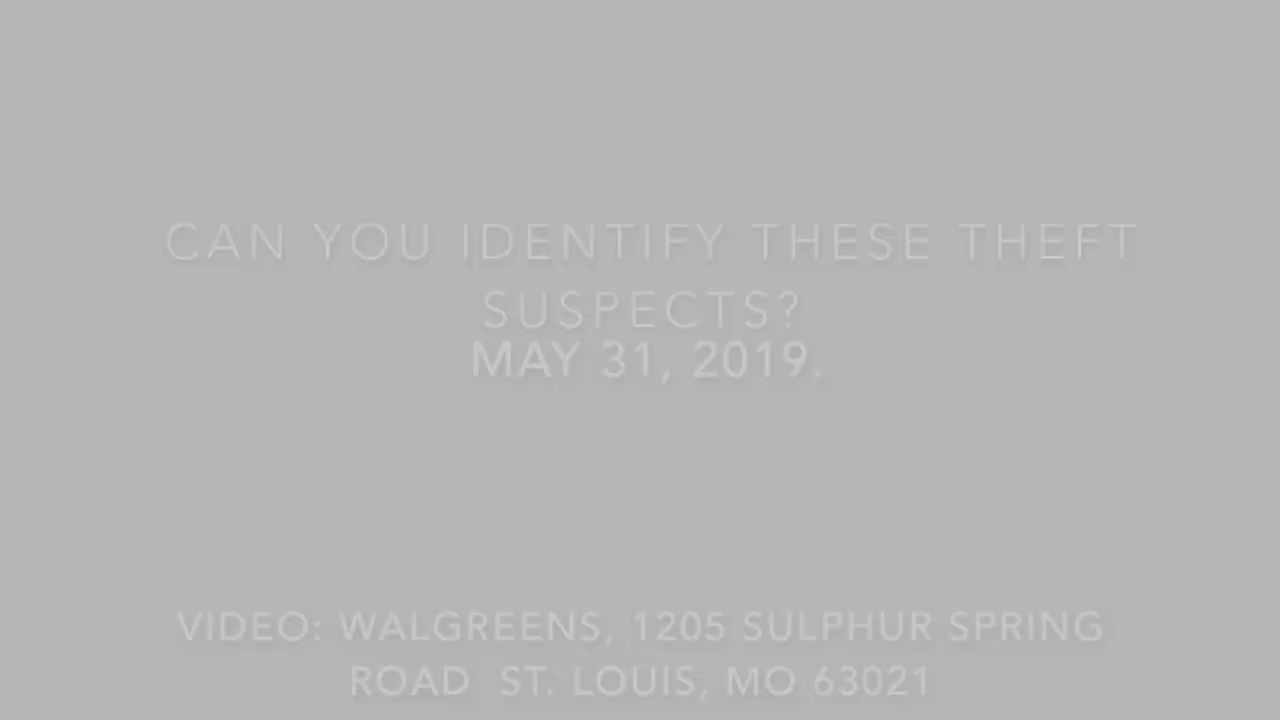 CAN YOU IDENTIFY THESE THEFT
SUSPECTS?
MAY 31, 2019.
VIDEO: WALGREENS, 1205 SULPHUR SPRING
ROAD ST. LOUIS, MO 63021